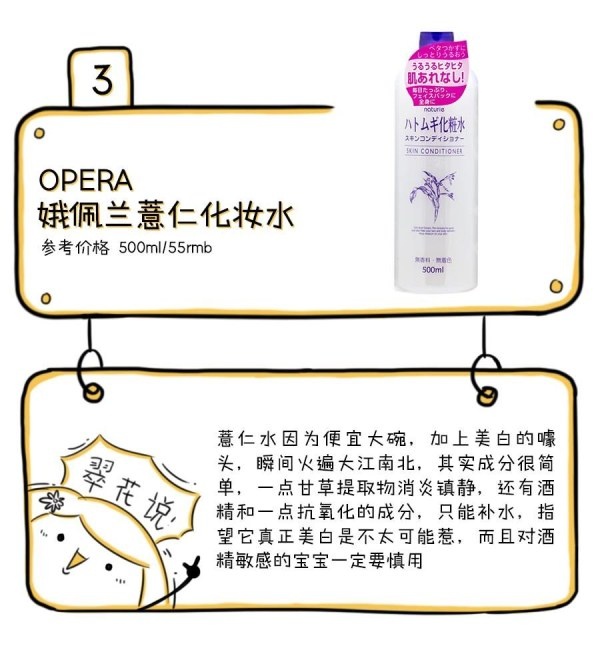 3
ベタつかずに
しっとりうるおう
うるうるヒタヒタ
肌あれなし!
毎日たっぷり、
フェイスパックに
全身に
naturie
ハトムギ化粧水
スキンコンディショナー
SKIN CONDITIONER
無香料・無着色
500ml
OPERA
娥佩兰薏仁化妆水
参考价格 500ml/55rmb
翠花说
薏仁水因为便宜大碗，加上美白的噱
头，瞬间火遍大江南北，其实成分很简
单，一点甘草提取物消炎镇静，还有酒
精和一点抗氧化的成分，只能补水，指
望它真正美白是不太可能惹，而且对酒
精敏感的宝宝一定要慎用